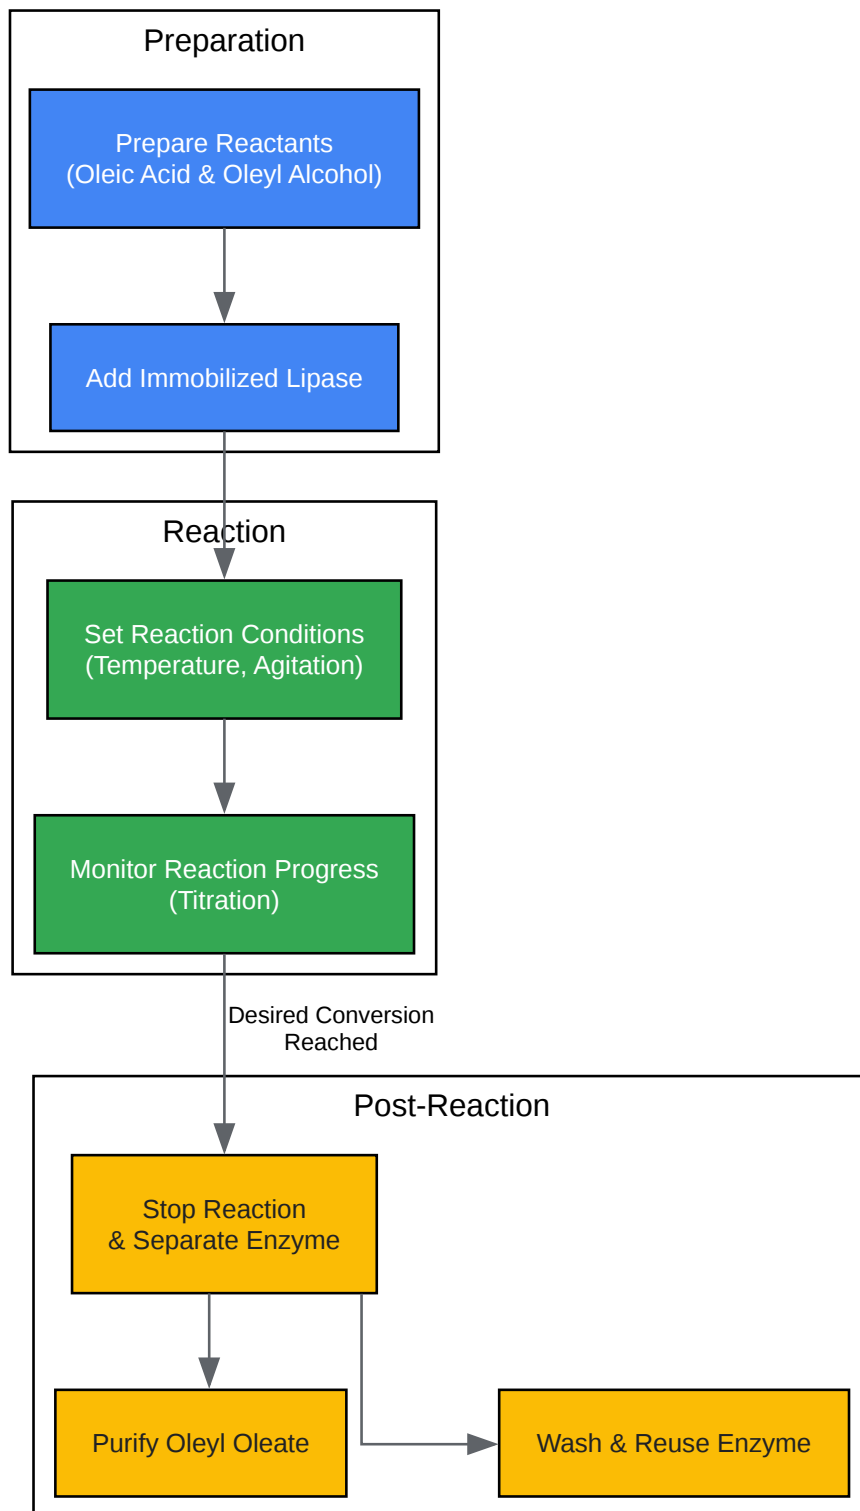 Preparation
Prepare Reactants
(Oleic Acid & Oleyl Alcohol)
Add Immobilized Lipase
Reaction
Set Reaction Conditions
(Temperature, Agitation)
Monitor Reaction Progress
(Titration)
Desired Conversion
Reached
Post-Reaction
Stop Reaction
& Separate Enzyme
Purify Oleyl Oleate
Wash & Reuse Enzyme